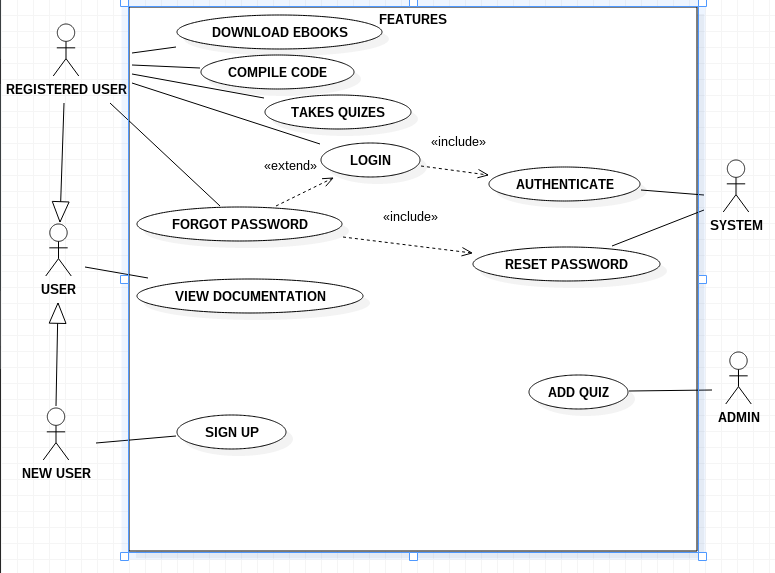 FEATURES
DOWNLOAD EBOOKS
COMPILE CODE
REGISTERED USER
TAKES QUIZES
«include»
LOGIN
«extend»
AUTHENTICATE
«include»
FORGOT PASSWORD
SYSTEM
RESET PASSWORD
USER
VIEW DOCUMENTATION
ADD QUIZ
ADMIN
SIGN UP
NEW USER